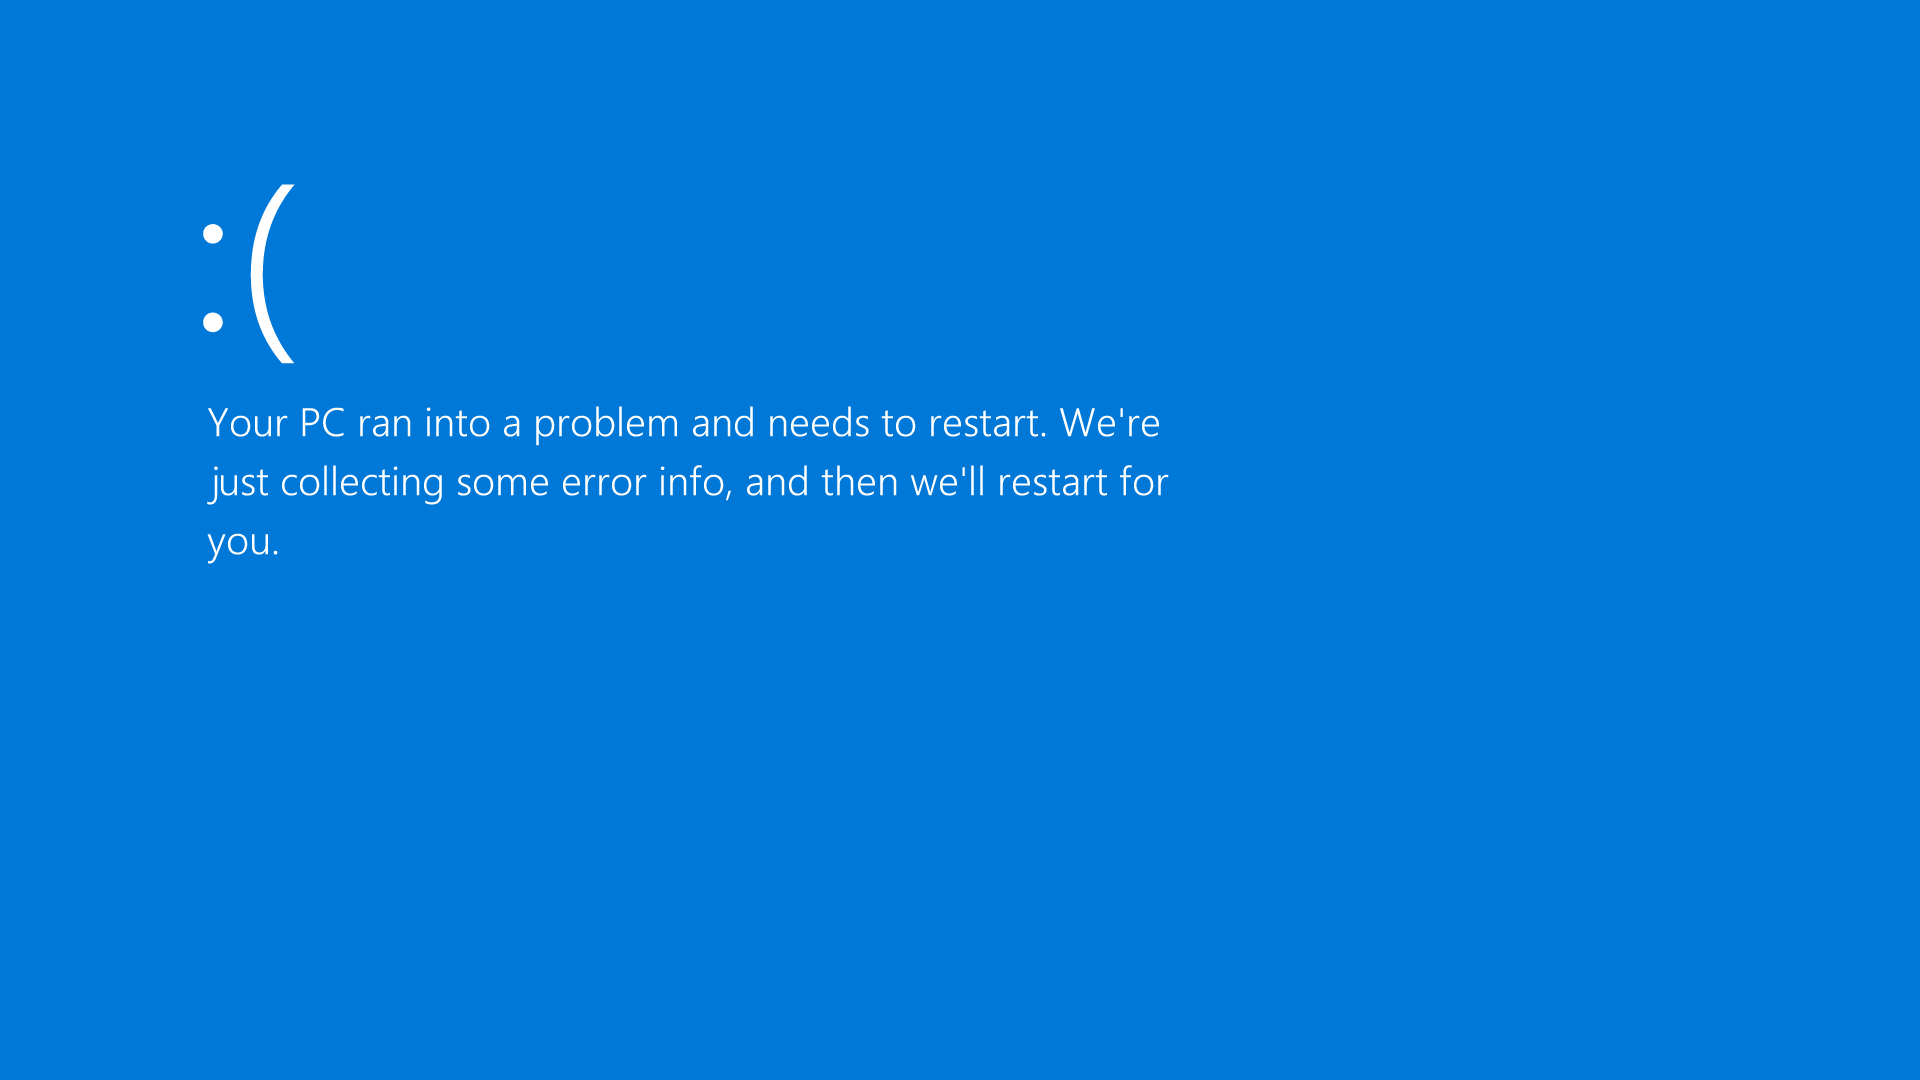 :(
Your PC ran into a problem and needs to restart. We're
just collecting some error info, and then we'll restart for
you.